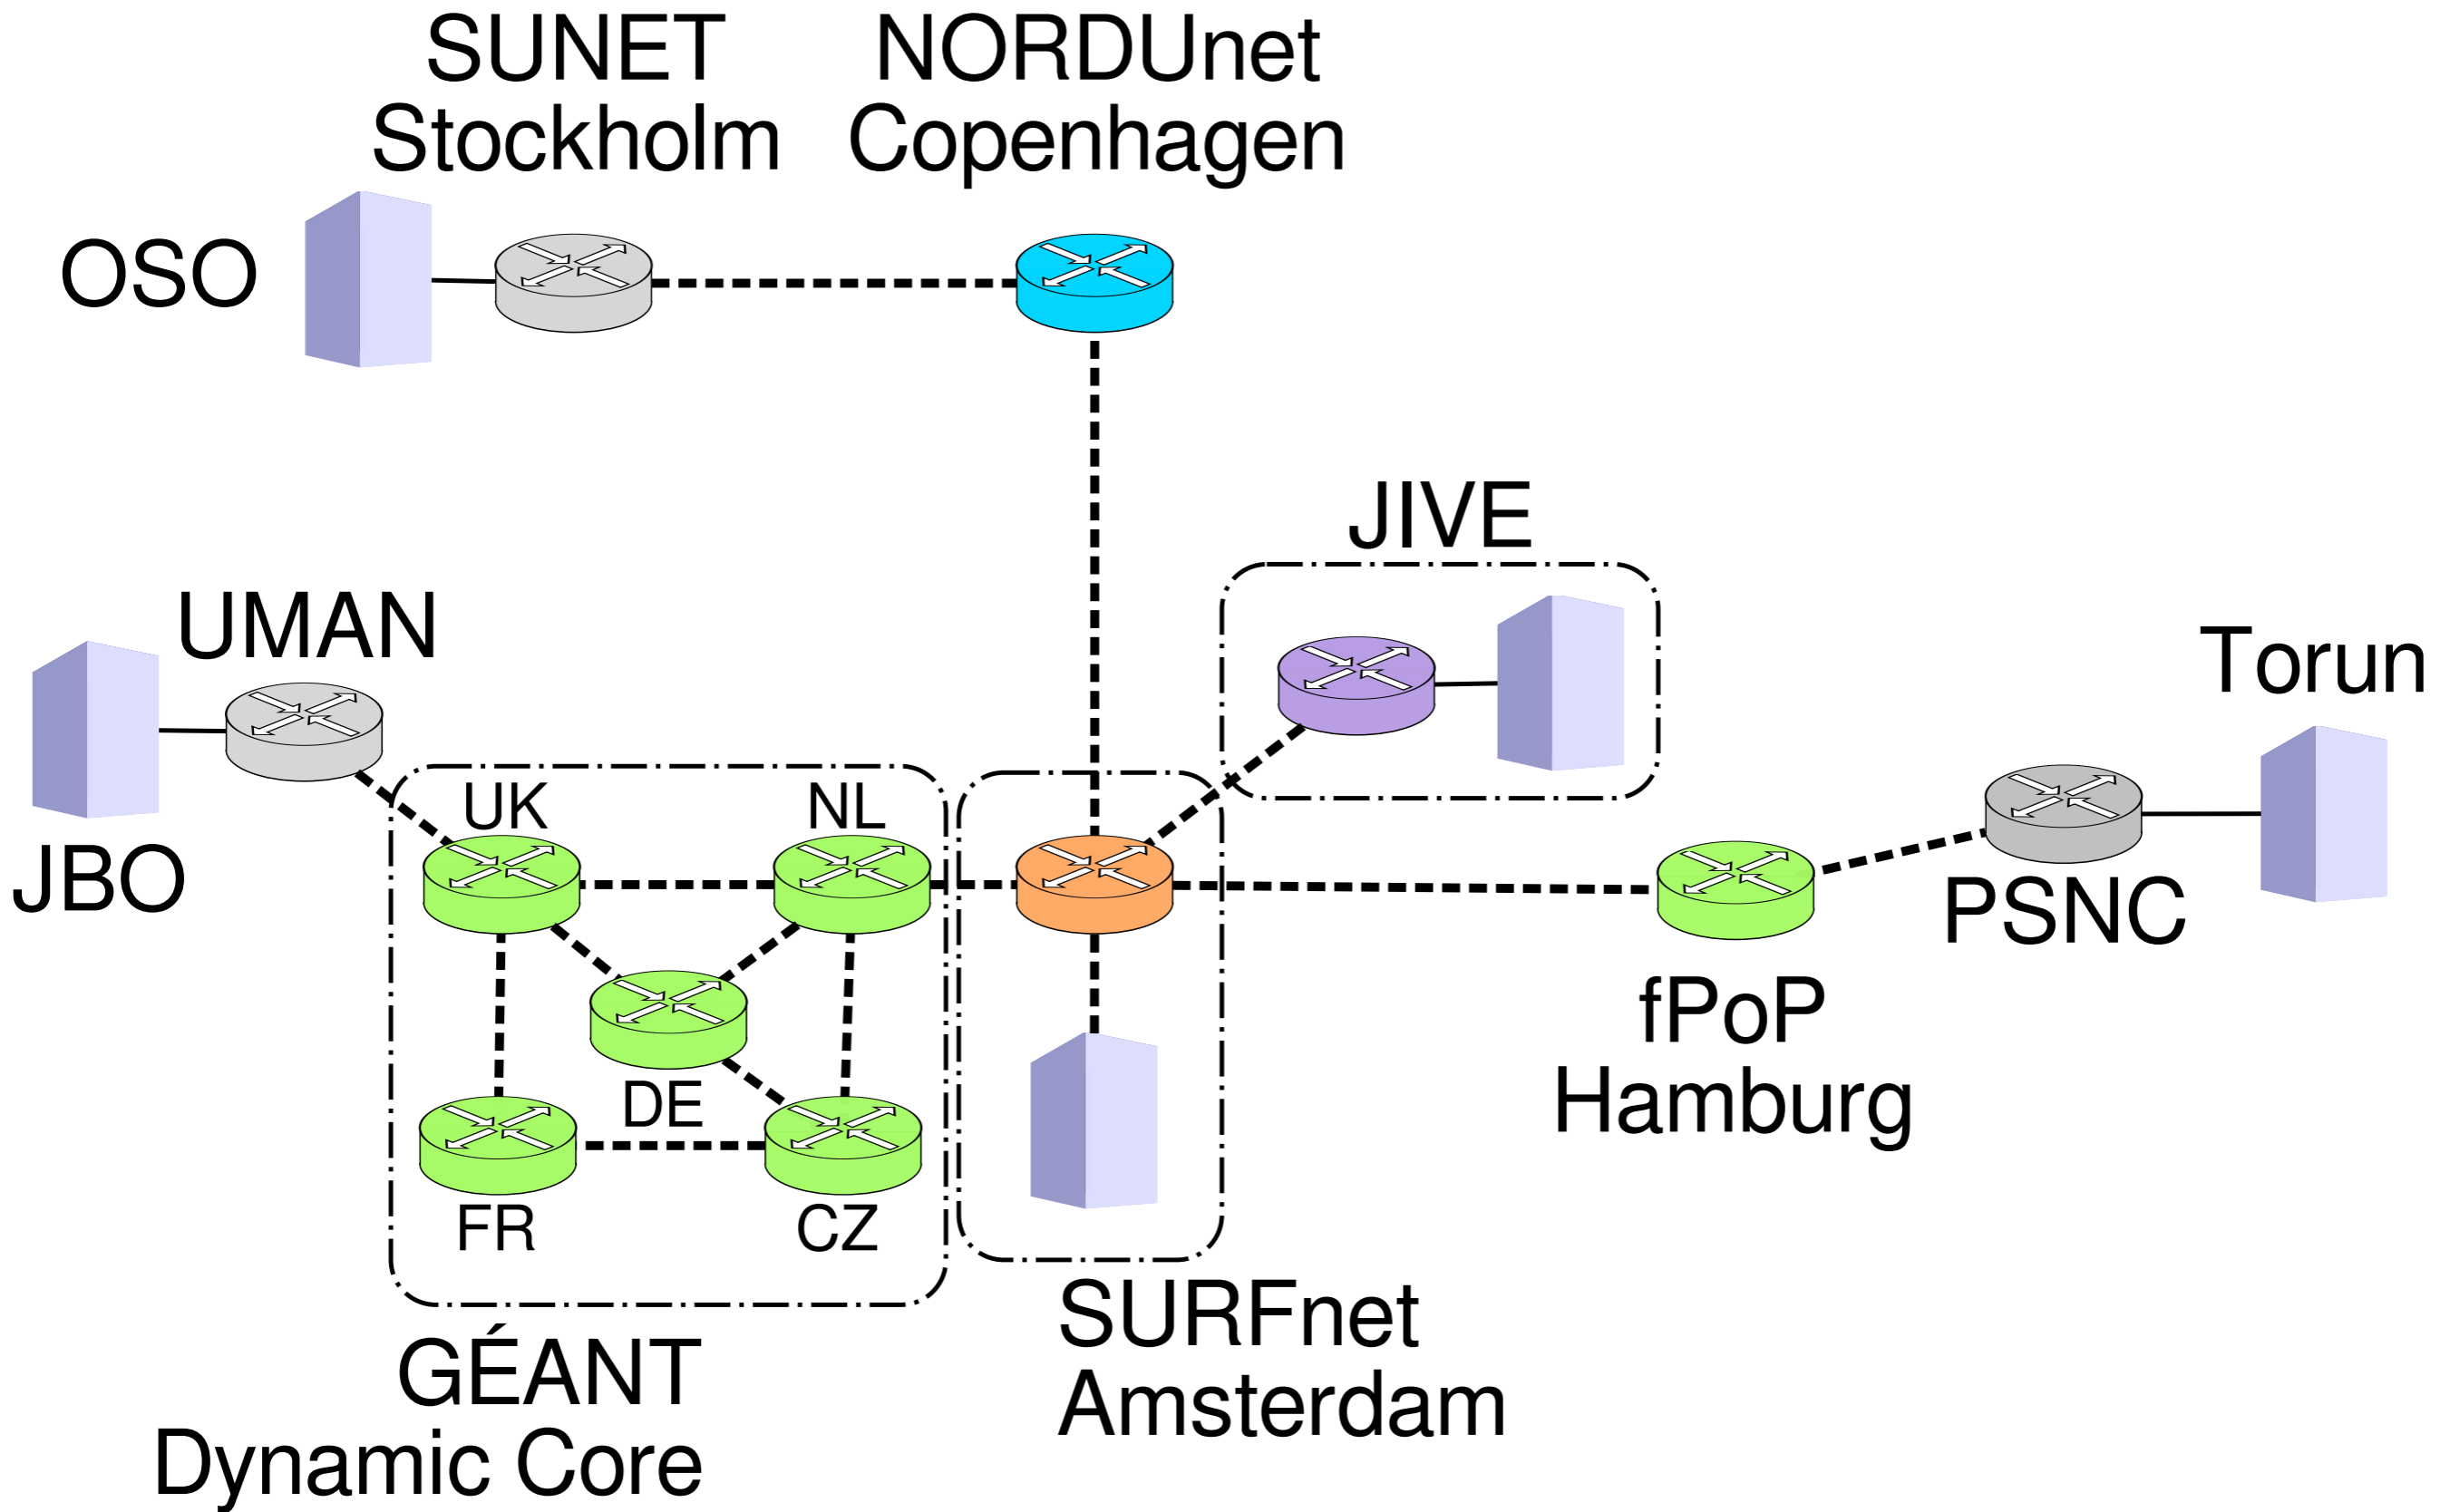 SUNET
Stockholm
NORDUnet
Copenhagen
OSO
JIVE
UMAN
Torun
JBO
UK
NL
PSNC
fPoP
Hamburg
DE
FR
CZ
SURFnet
Amsterdam
GÉANT
Dynamic Core